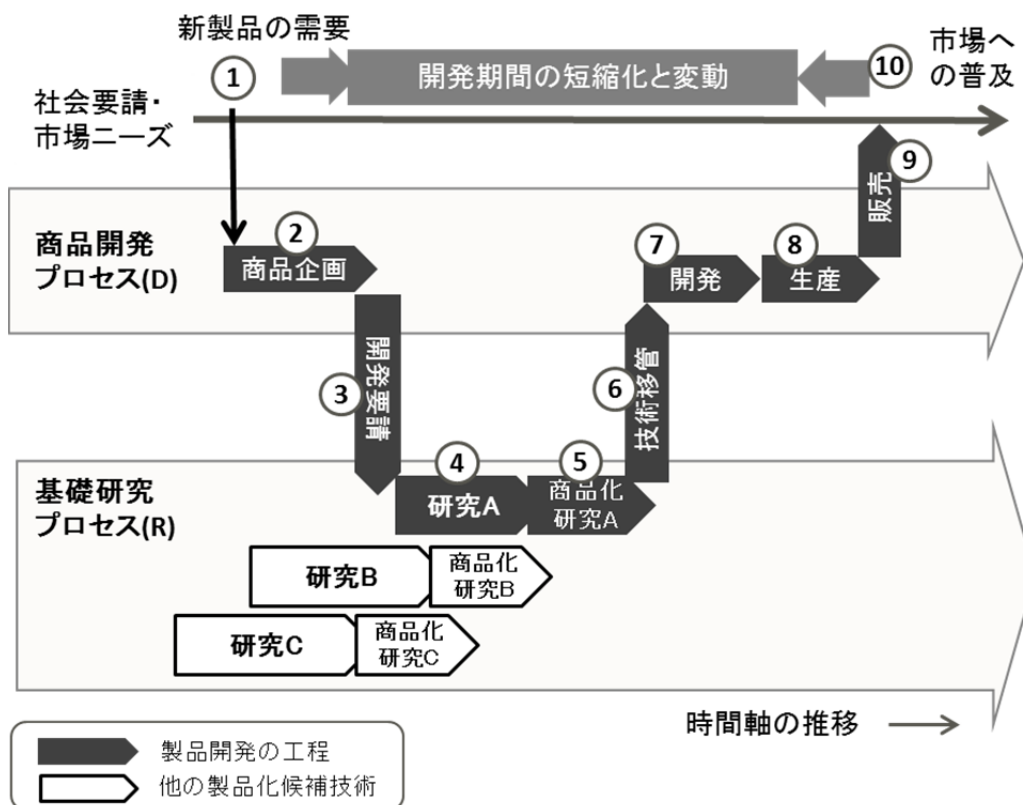 新製品の需要
①
開発期間の短縮化と変動
⑩
市場へ
の普及
社会要請・
市場ニーズ
⑨
販売
商品開発
プロセス(D)
②
商品企画
⑦
開発
⑧
生産
③
開発要請
⑥
技術移管
基礎研究
プロセス(R)
④
研究A
⑤
商品化
研究A
研究B
商品化
研究B
研究C
商品化
研究C
時間軸の推移
製品開発の工程
他の製品化候補技術